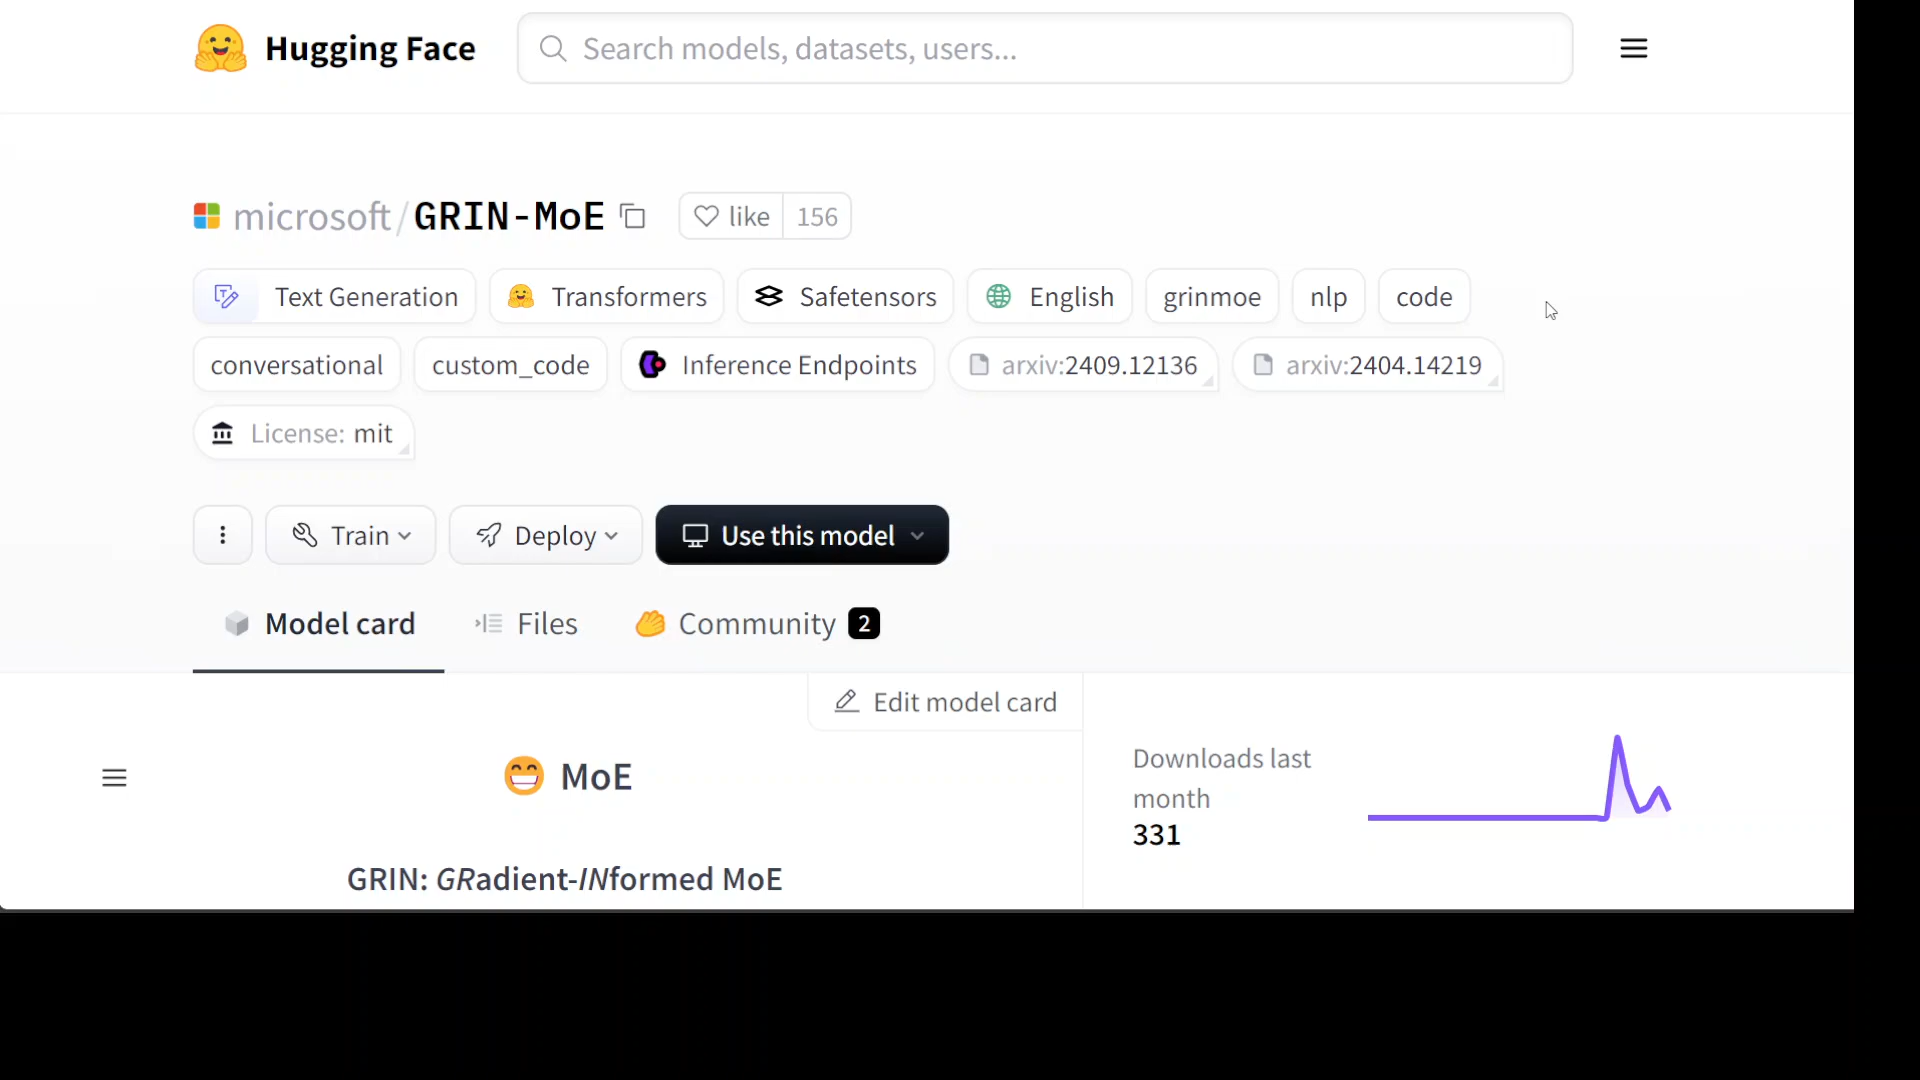 Hugging Face
Search models, datasets, users...
microsoft/GRIN-MoE
like 156
Text Generation Transformers Safetensors English grinmoe nlp code
conversational custom_code Inference Endpoints arxiv:2409.12136 arxiv:2404.14219
License: mit
Train Deploy Use this model
Model card Files Community 2
Edit model card
MoE
GRIN: GRadient-INformed MoE
Downloads last
month
331